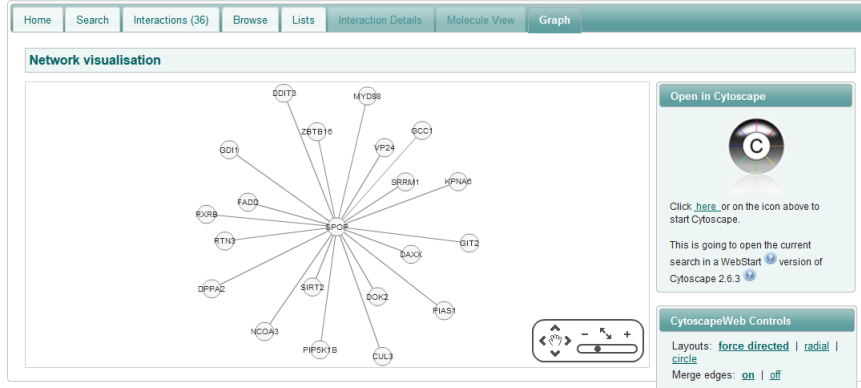 Home Search Interactions (36) Browse Lists Interaction Details Molecule View Graph
Network visualisation
DDIT3
MYD88
ZBTB16
GCC1
VP24
GDI1
SRRM1
KPNA6
FADD
RXRB
SPOP
RTN3
GIT2
DAXX
DPPA2
SIRT2
DOK2
PIAS1
NCOA3
PIP5K1B
CUL3
Open in Cytoscape
C
Click here or on the icon above to
start Cytoscape.
This is going to open the current
search in a WebStart ? version of
Cytoscape 2.6.3 ?
CytoscapeWeb Controls
Layouts: force directed | radial |
circle
Merge edges: on | off